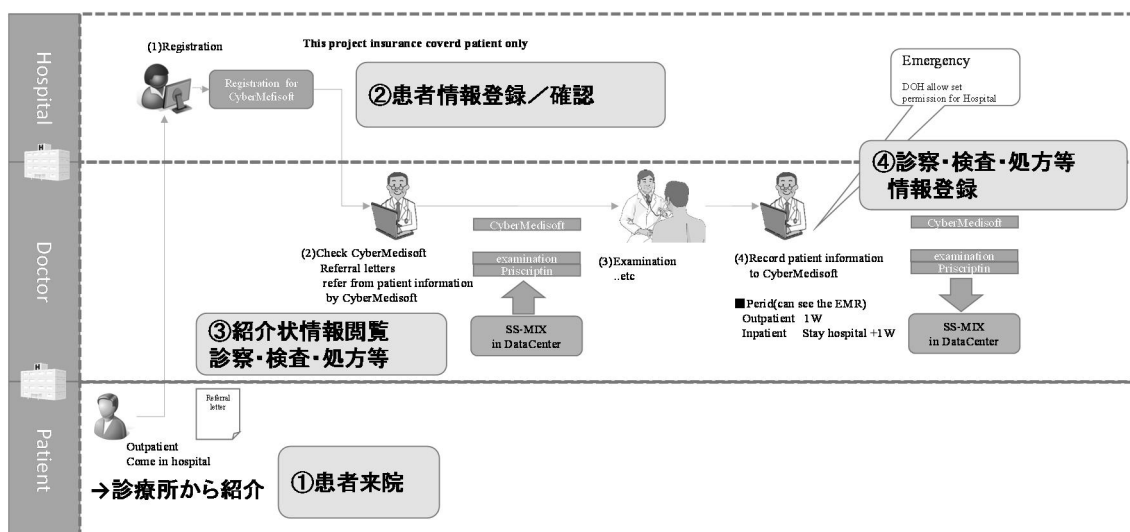 Hospital
Doctor
Patient
(1)Registration
This project insurance coverd patient only
Registration for
CyberMefisoft
②患者情報登録／確認
Emergency
DOH allow set
permission for Hospital
④診察・検査・処方等
情報登録
(2)Check CyberMedisoft
Referral letters
refer from patient information
by CyberMedisoft
CyberMedisoft
examination
Priscriptin
SS-MIX
in DataCenter
(3)Examination
..etc
(4)Record patient information
to CyberMedisoft
■Perid(can see the EMR)
Outpatient 1W
Inpatient Stay hospital +1W
CyberMedisoft
examination
Priscriptin
SS-MIX
in DataCenter
③紹介状情報閲覧
診察・検査・処方等
H
H
Referral
letter
Outpatient
Come in hospital
→診療所から紹介
①患者来院